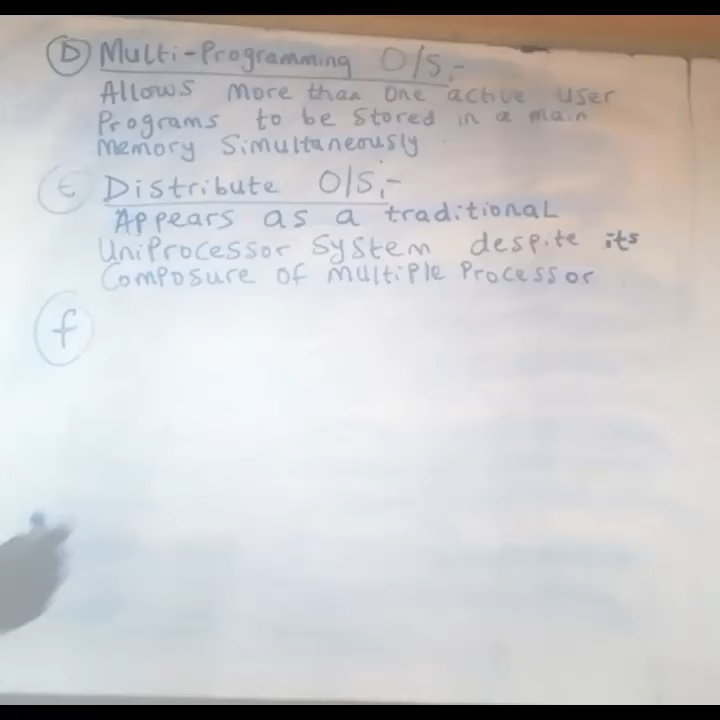 D Multi-Programming O/S,-
Allows more than one active user
Programs to be stored in a main
memory Simultaneously
E Distribute O/S,-
Appears as a traditional
UniProcessor System despite its
Composure of multiple Processor
f